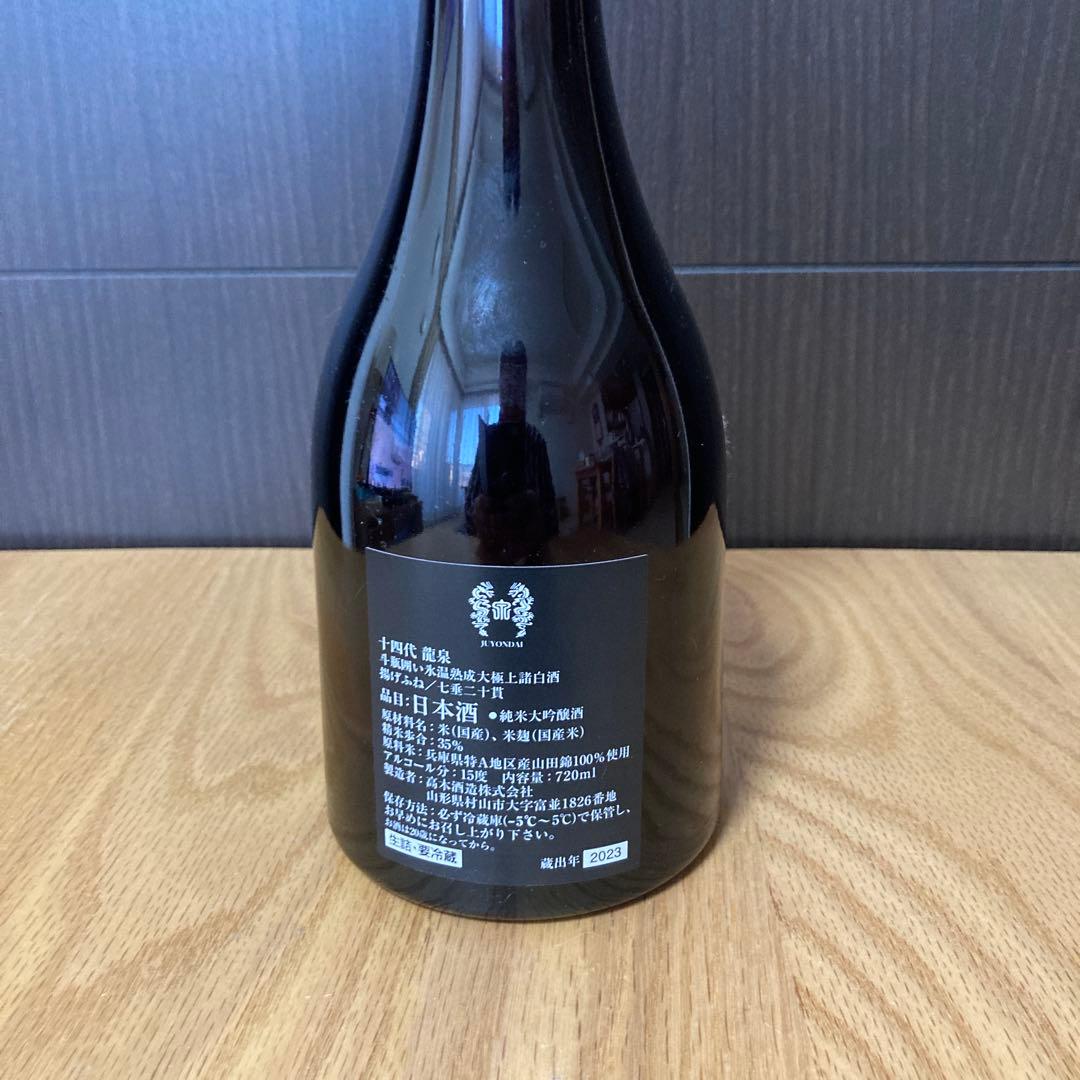 JUYONDAI
十四代 龍泉
斗瓶囲い氷温熟成大極上諸白酒
揚げふね/七垂二十貫
品目:日本酒 ●純米大吟醸酒
原材料名:米(国産)、米麹(国産米)
精米歩合:35%
原料米:兵庫県特A地区産山田錦100%使用
アルコール分:15度 内容量:720ml
製造者:高木酒造株式会社
山形県村山市大字富並1826番地
保存方法:必ず冷蔵庫(-5℃〜5℃)で保管し、
お早めにお召し上がり下さい。
お酒は20歳になってから。
生詰・要冷蔵
蔵出年 2023